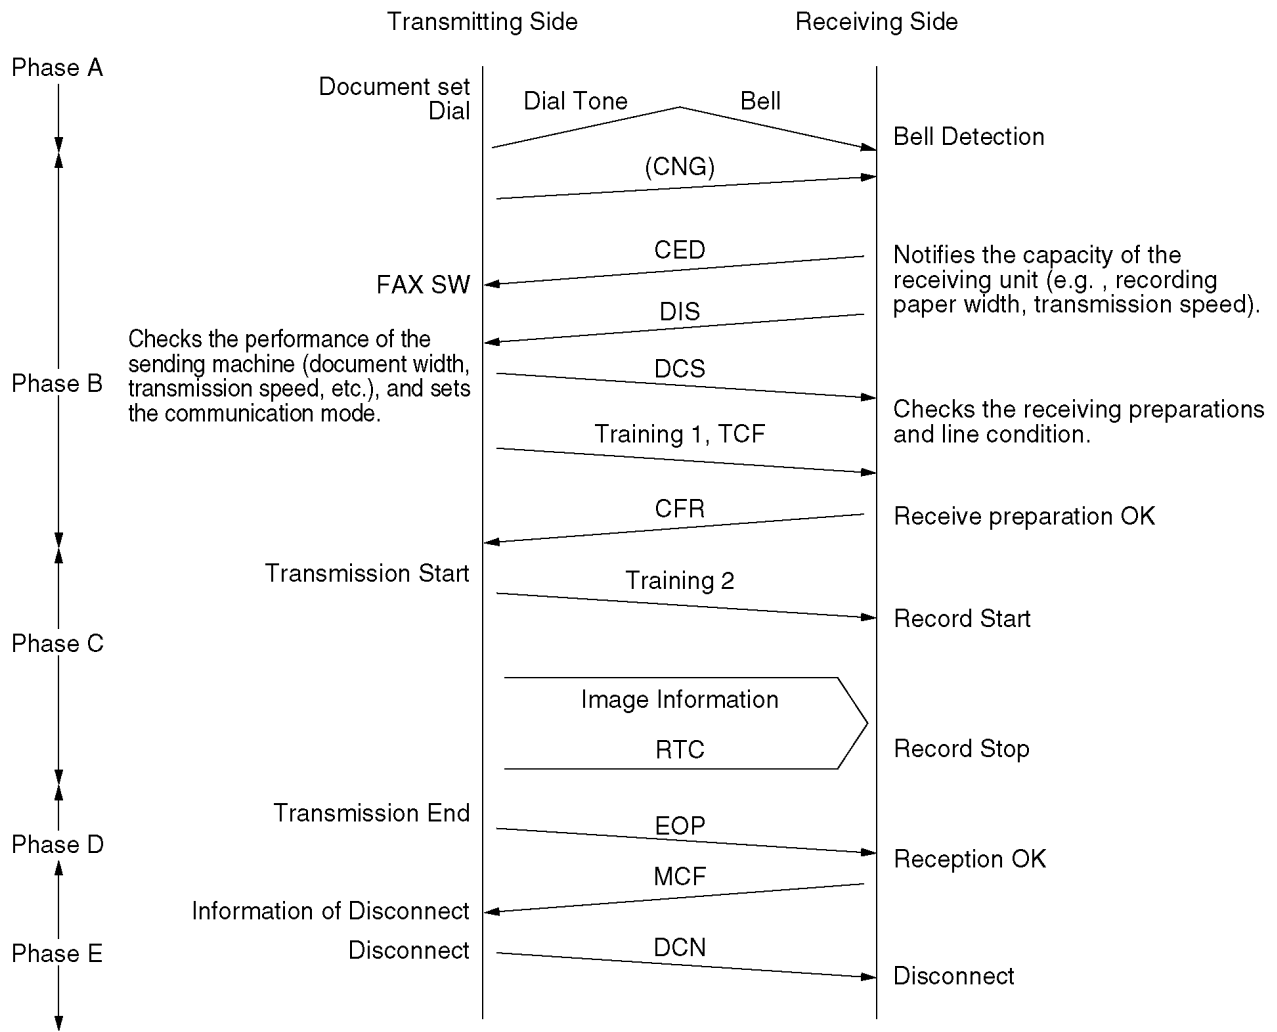 Transmitting Side
Receiving Side
Phase A
Document set
Dial
Dial Tone
Bell
Bell Detection
(CNG)
CED
Notifies the capacity of the
receiving unit (e.g. , recording
paper width, transmission speed).
FAX SW
DIS
Checks the performance of the
sending machine (document width,
transmission speed, etc.), and sets
the communication mode.
Phase B
DCS
Checks the receiving preparations
and line condition.
Training 1, TCF
CFR
Receive preparation OK
Transmission Start
Training 2
Record Start
Phase C
Image Information
RTC
Record Stop
Transmission End
EOP
Phase D
Reception OK
MCF
Information of Disconnect
Disconnect
DCN
Phase E
Disconnect